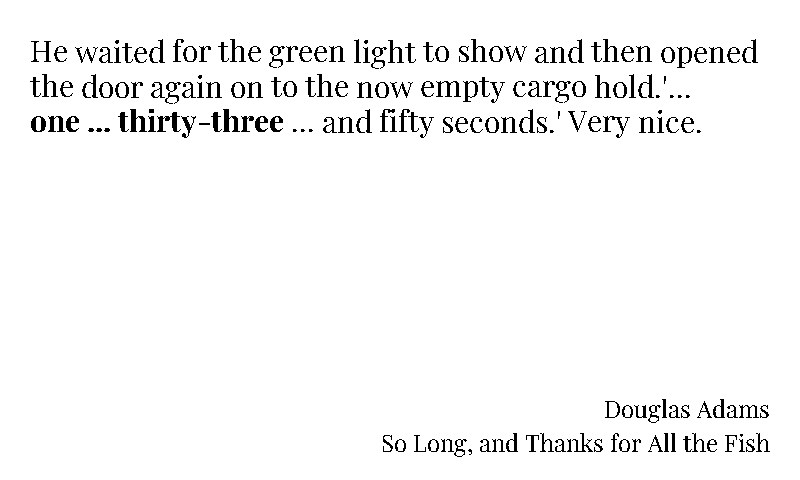 He waited for the green light to show and then opened
the door again on to the now empty cargo hold.'...
one ... thirty-three ... and fifty seconds.' Very nice.
Douglas Adams
So Long, and Thanks for All the Fish